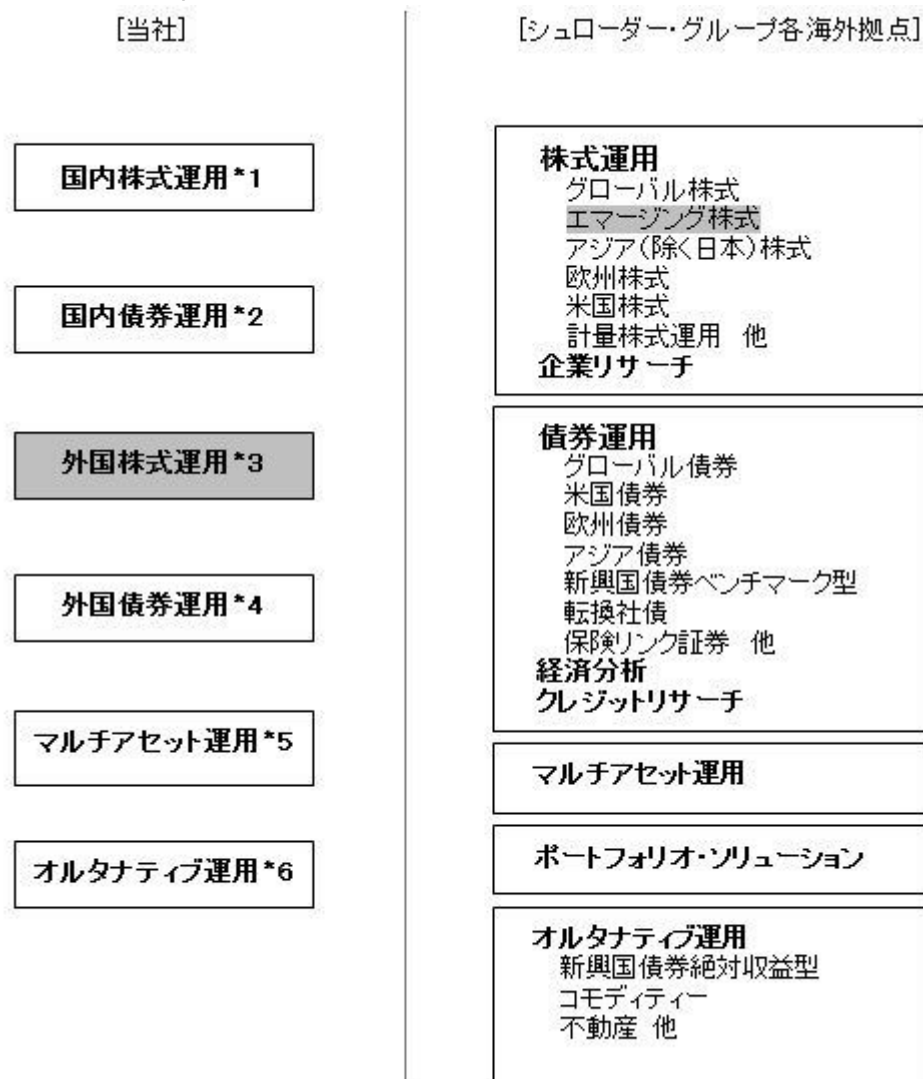 [当社]
国内株式運用*1
国内債券運用*2
外国株式運用*3
外国債券運用*4
マルチアセット運用*5
オルタナティブ運用*6
[シュローダー・グループ各海外拠点]
株式運用
グローバル株式
エマージング株式
アジア(除く日本)株式
欧州株式
米国株式
計量株式運用 他
企業リサーチ
債券運用
グローバル債券
米国債券
欧州債券
アジア債券
新興国債券ベンチマーク型
転換社債
保険リンク証券 他
経済分析
クレジットリサーチ
マルチアセット運用
ポートフォリオ・ソリューション
オルタナティブ運用
新興国債券絶対収益型
コモディティー
不動産 他